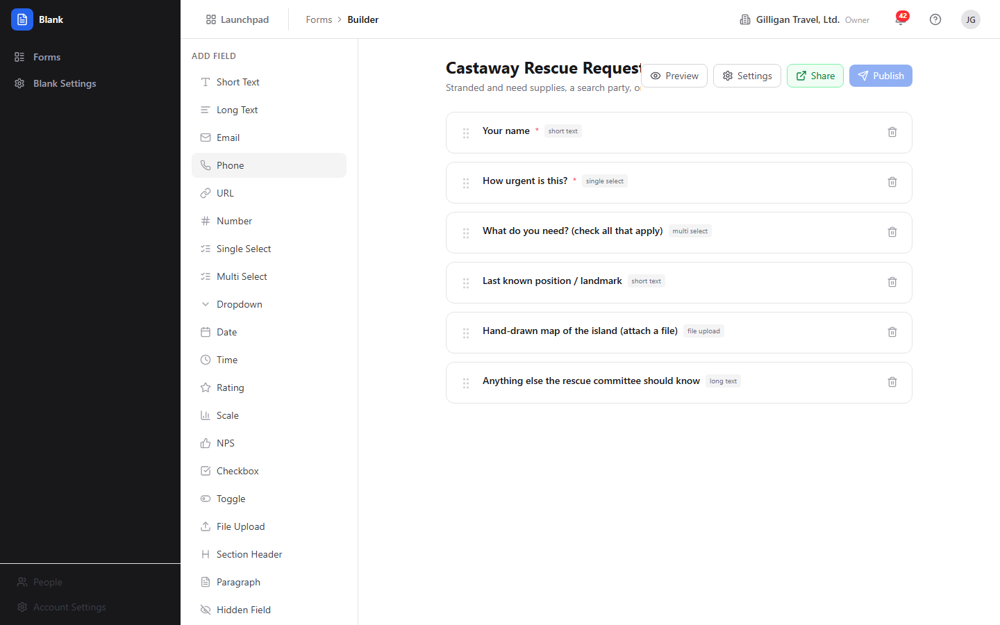 Blank
Forms
Blank Settings
People
Account Settings
Launchpad
Forms > Builder
Gilligan Travel, Ltd. Owner
42
JG
ADD FIELD
Short Text
Long Text
Email
Phone
URL
Number
Single Select
Multi Select
Dropdown
Date
Time
Rating
Scale
NPS
Checkbox
Toggle
File Upload
Section Header
Paragraph
Hidden Field
Castaway Rescue Request
Stranded and need supplies, a search party,
Preview
Settings
Share
Publish
Your name * short text
How urgent is this? * single select
What do you need? (check all that apply) multi select
Last known position / landmark short text
Hand-drawn map of the island (attach a file) file upload
Anything else the rescue committee should know long text